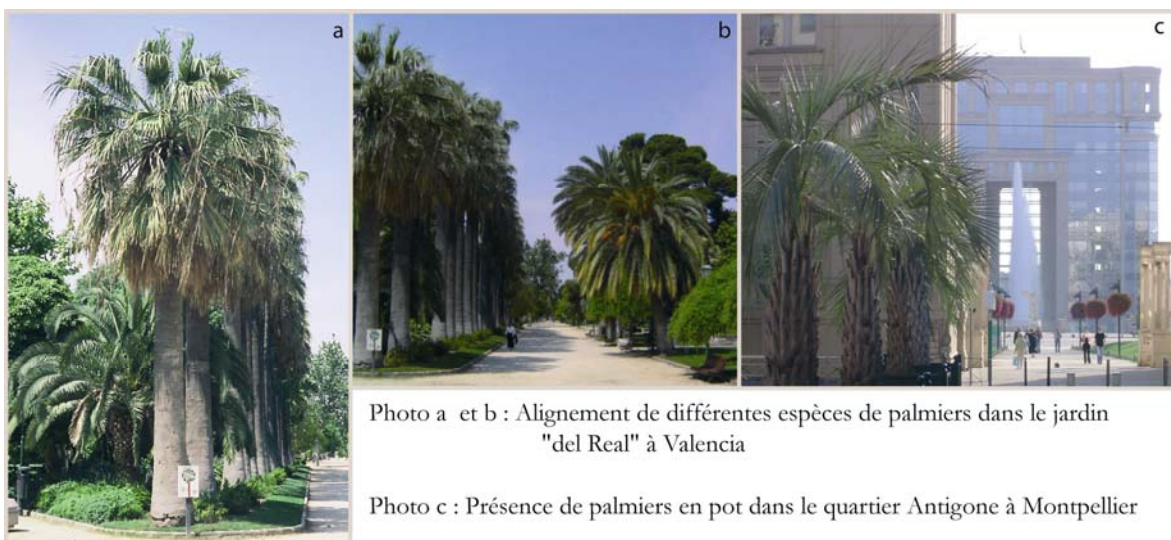 a
b
c
Photo a et b : Alignement de différentes espèces de palmiers dans le jardin
"del Real" à Valencia
Photo c : Présence de palmiers en pot dans le quartier Antigone à Montpellier